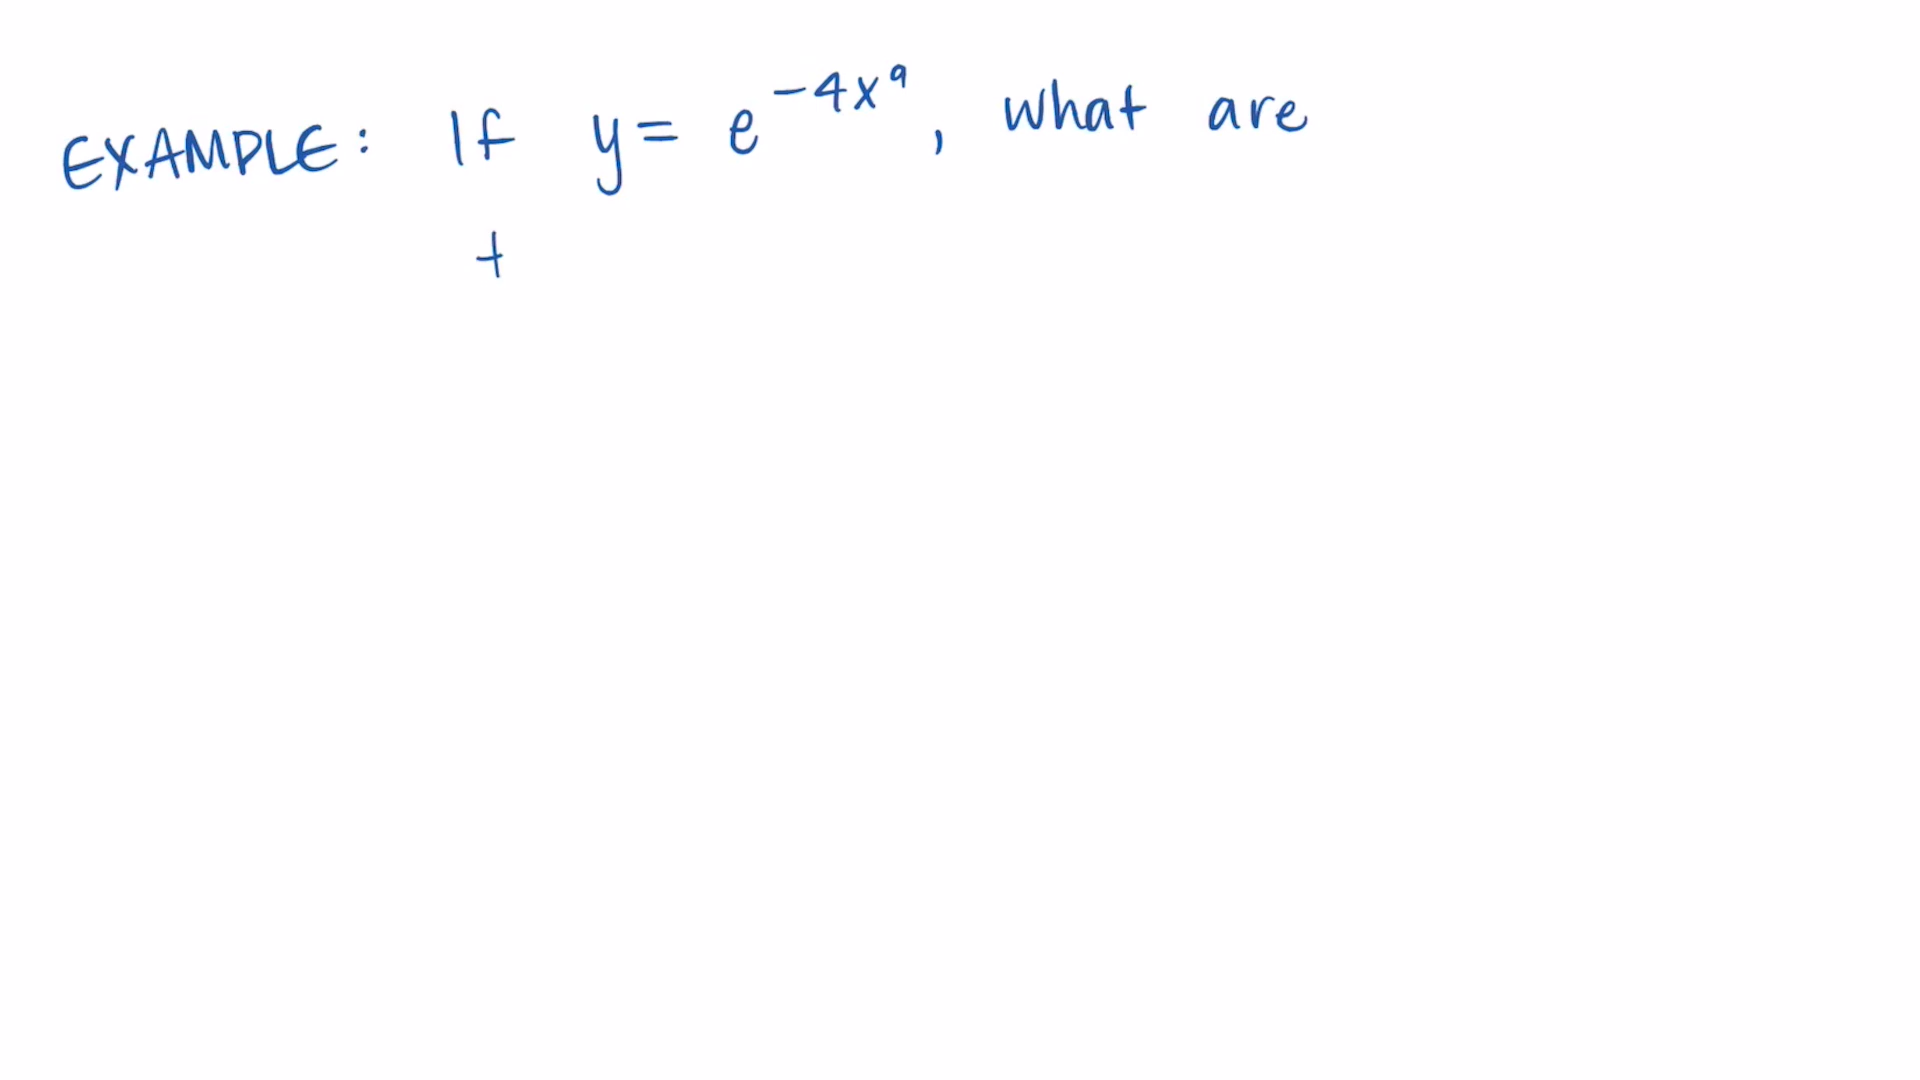 EXAMPLE: If y = e^{-4x^9}, what are
t